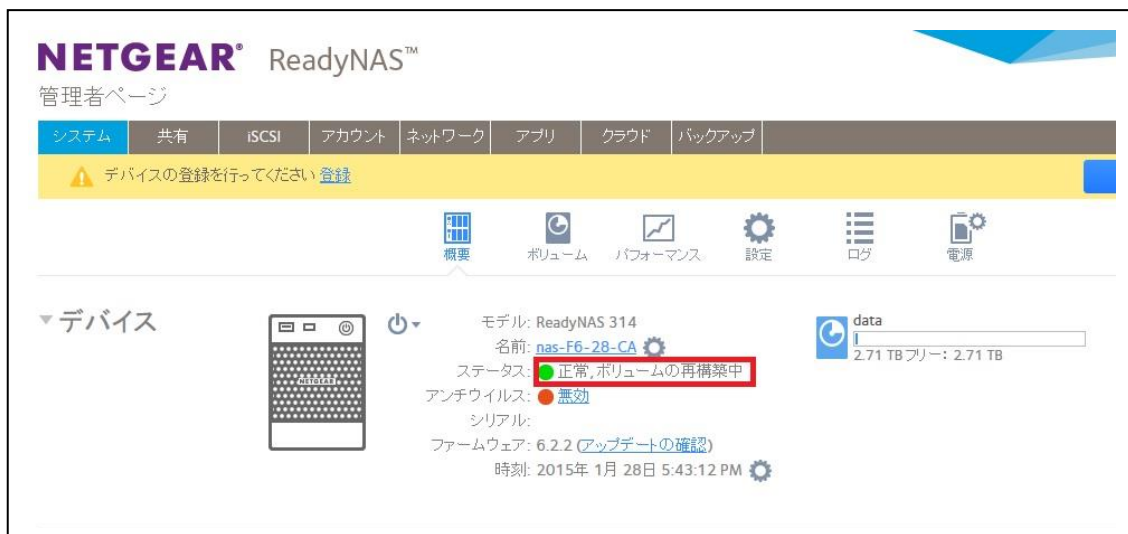 NETGEAR® ReadyNAS™
管理者ページ
システム 共有 iSCSI アカウント ネットワーク アプリ クラウド バックアップ
デバイスの登録を行ってください 登録
概要 ボリューム パフォーマンス 設定 ログ 電源
デバイス
NETGEAR
モデル: ReadyNAS 314
名前: nas-F6-28-CA
ステータス: 正常,ボリュームの再構築中
アンチウイルス: 無効
シリアル:
ファームウェア: 6.2.2 (アップデートの確認)
時刻: 2015年 1月 28日 5:43:12 PM
data
2.71 TB フリー: 2.71 TB